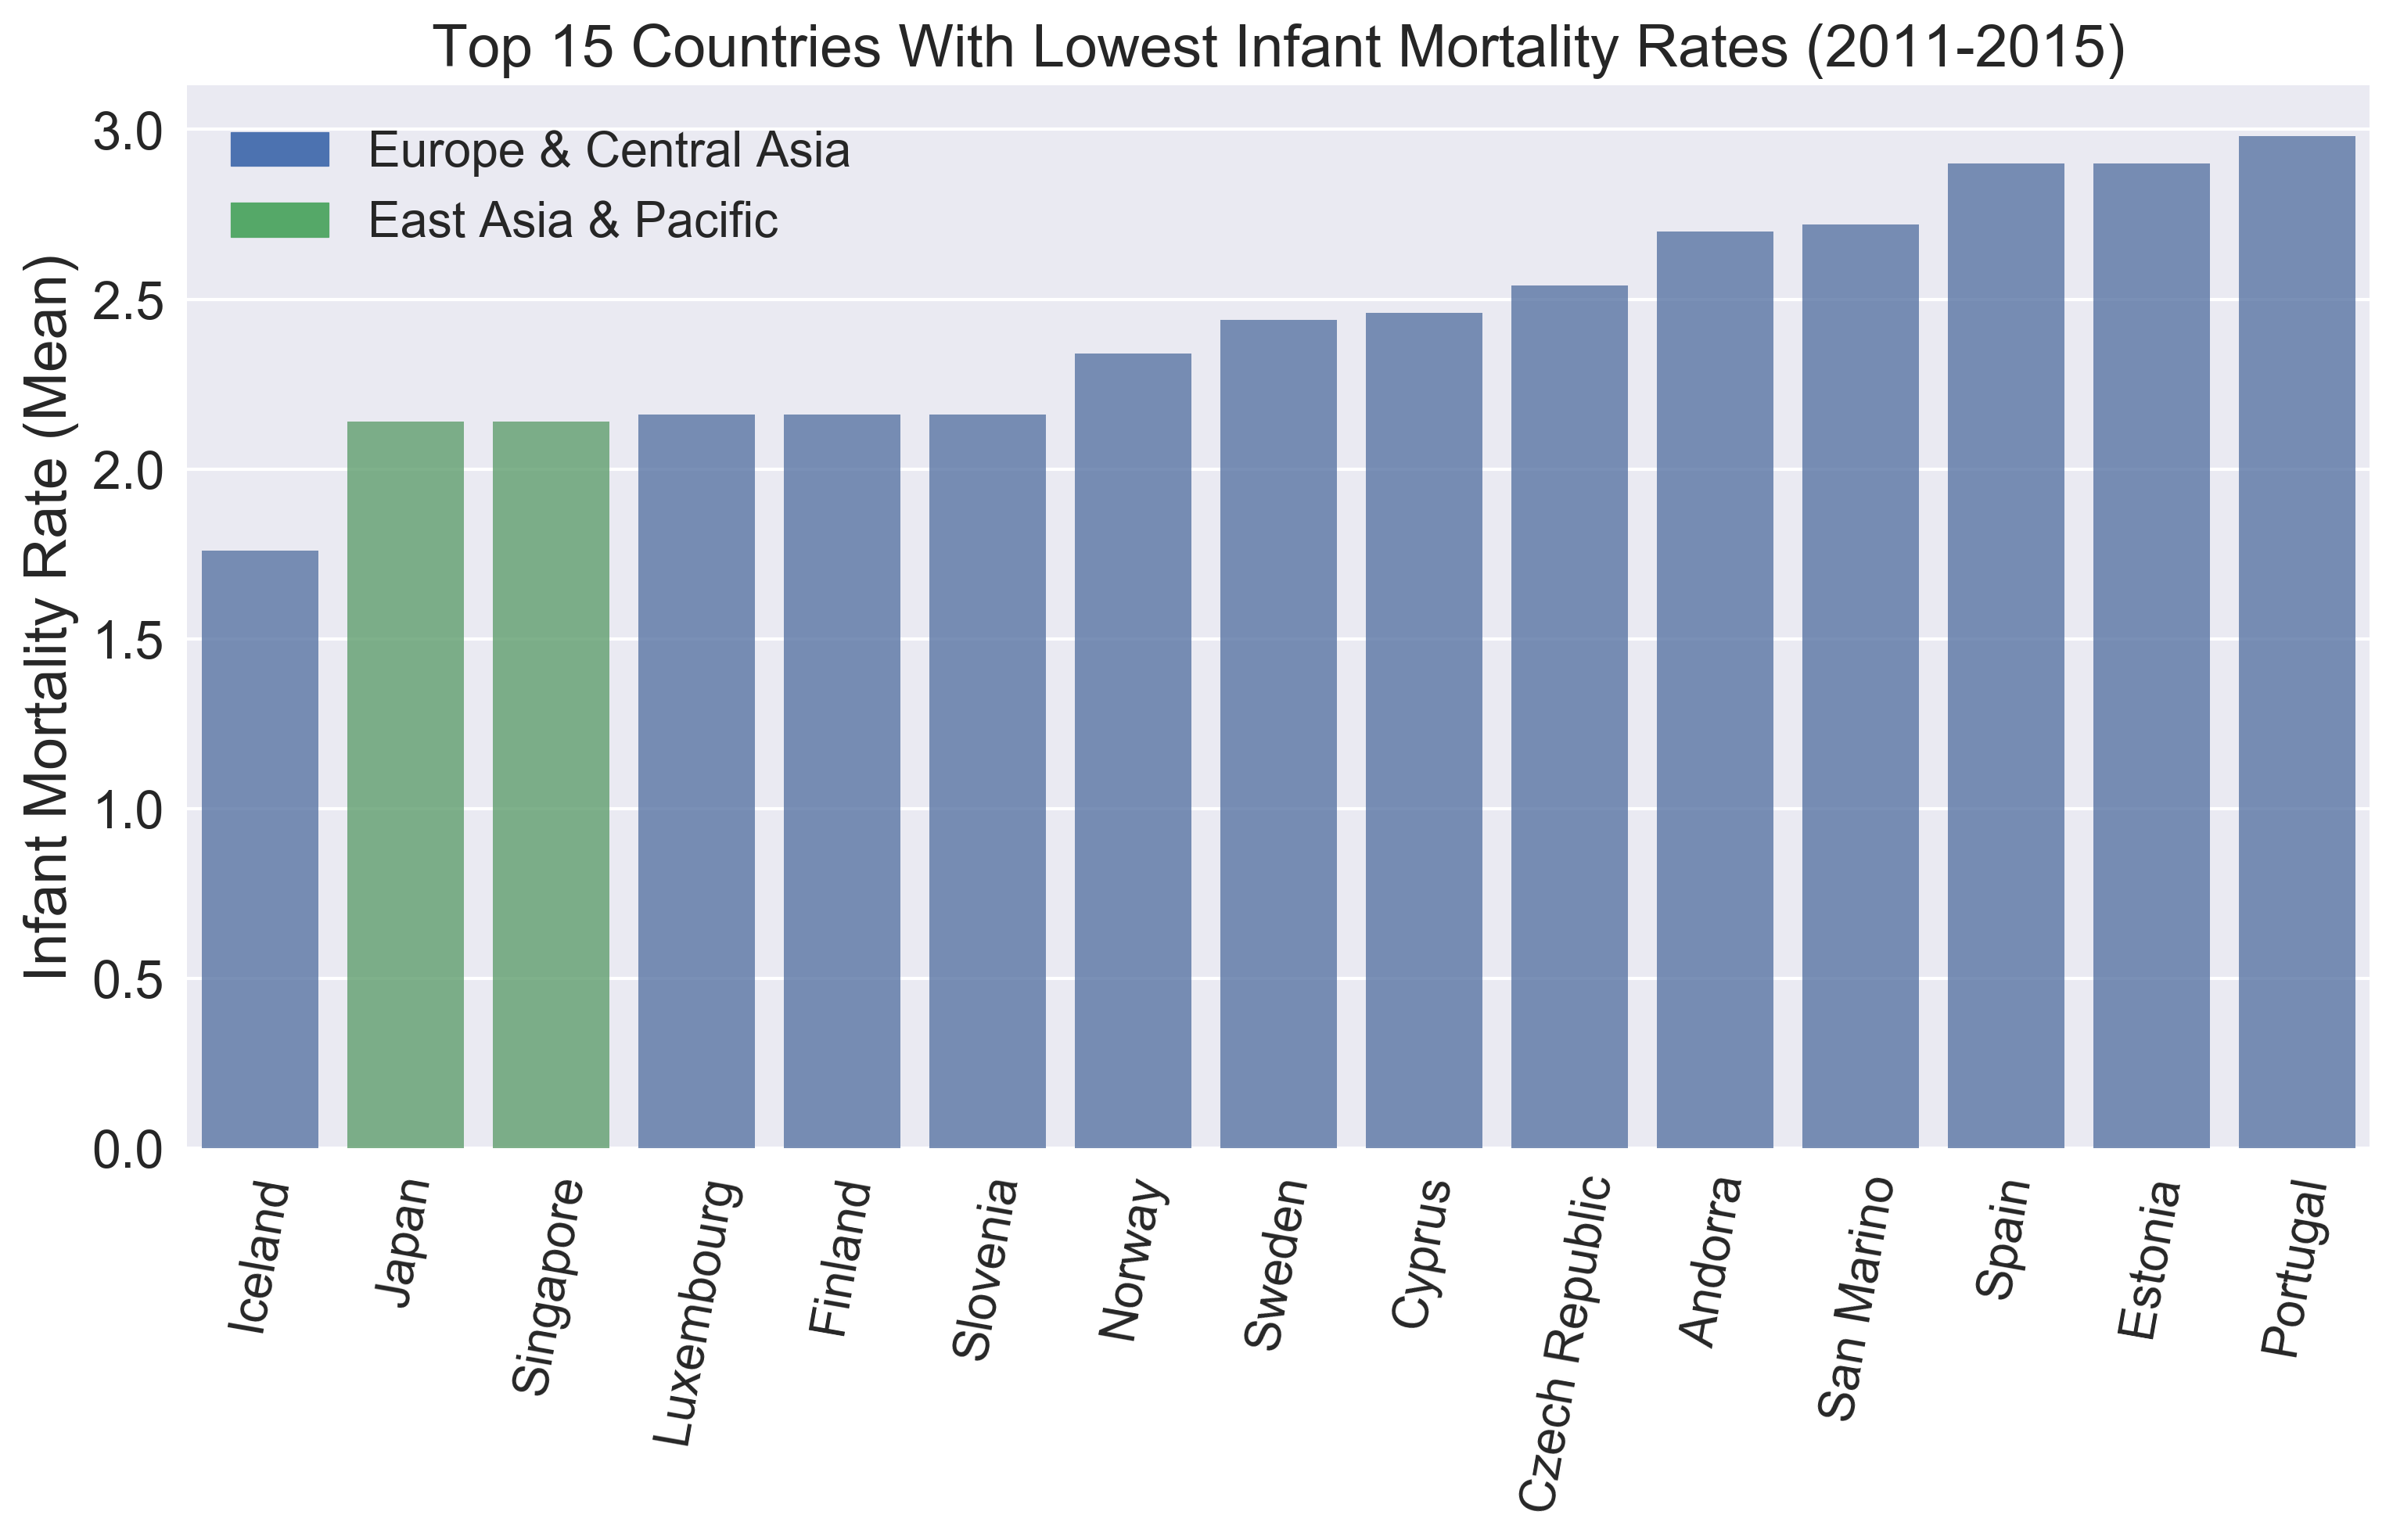 Top 15 Countries With Lowest Infant Mortality Rates (2011-2015)
Europe & Central Asia
East Asia & Pacific
Infant Mortality Rate (Mean)
3.0
2.5
2.0
1.5
1.0
0.5
0.0
Iceland
Japan
Singapore
Luxembourg
Finland
Slovenia
Norway
Sweden
Cyprus
Czech Republic
Andorra
San Marino
Spain
Estonia
Portugal